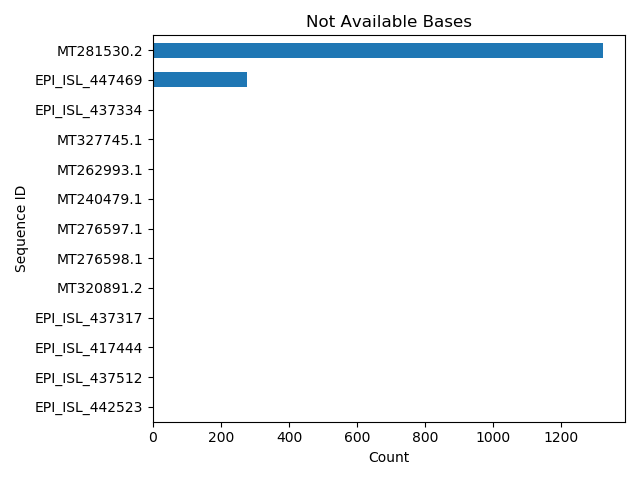 Not Available Bases
Sequence ID
MT281530.2
EPI_ISL_447469
EPI_ISL_437334
MT327745.1
MT262993.1
MT240479.1
MT276597.1
MT276598.1
MT320891.2
EPI_ISL_437317
EPI_ISL_417444
EPI_ISL_437512
EPI_ISL_442523
0 200 400 600 800 1000 1200
Count